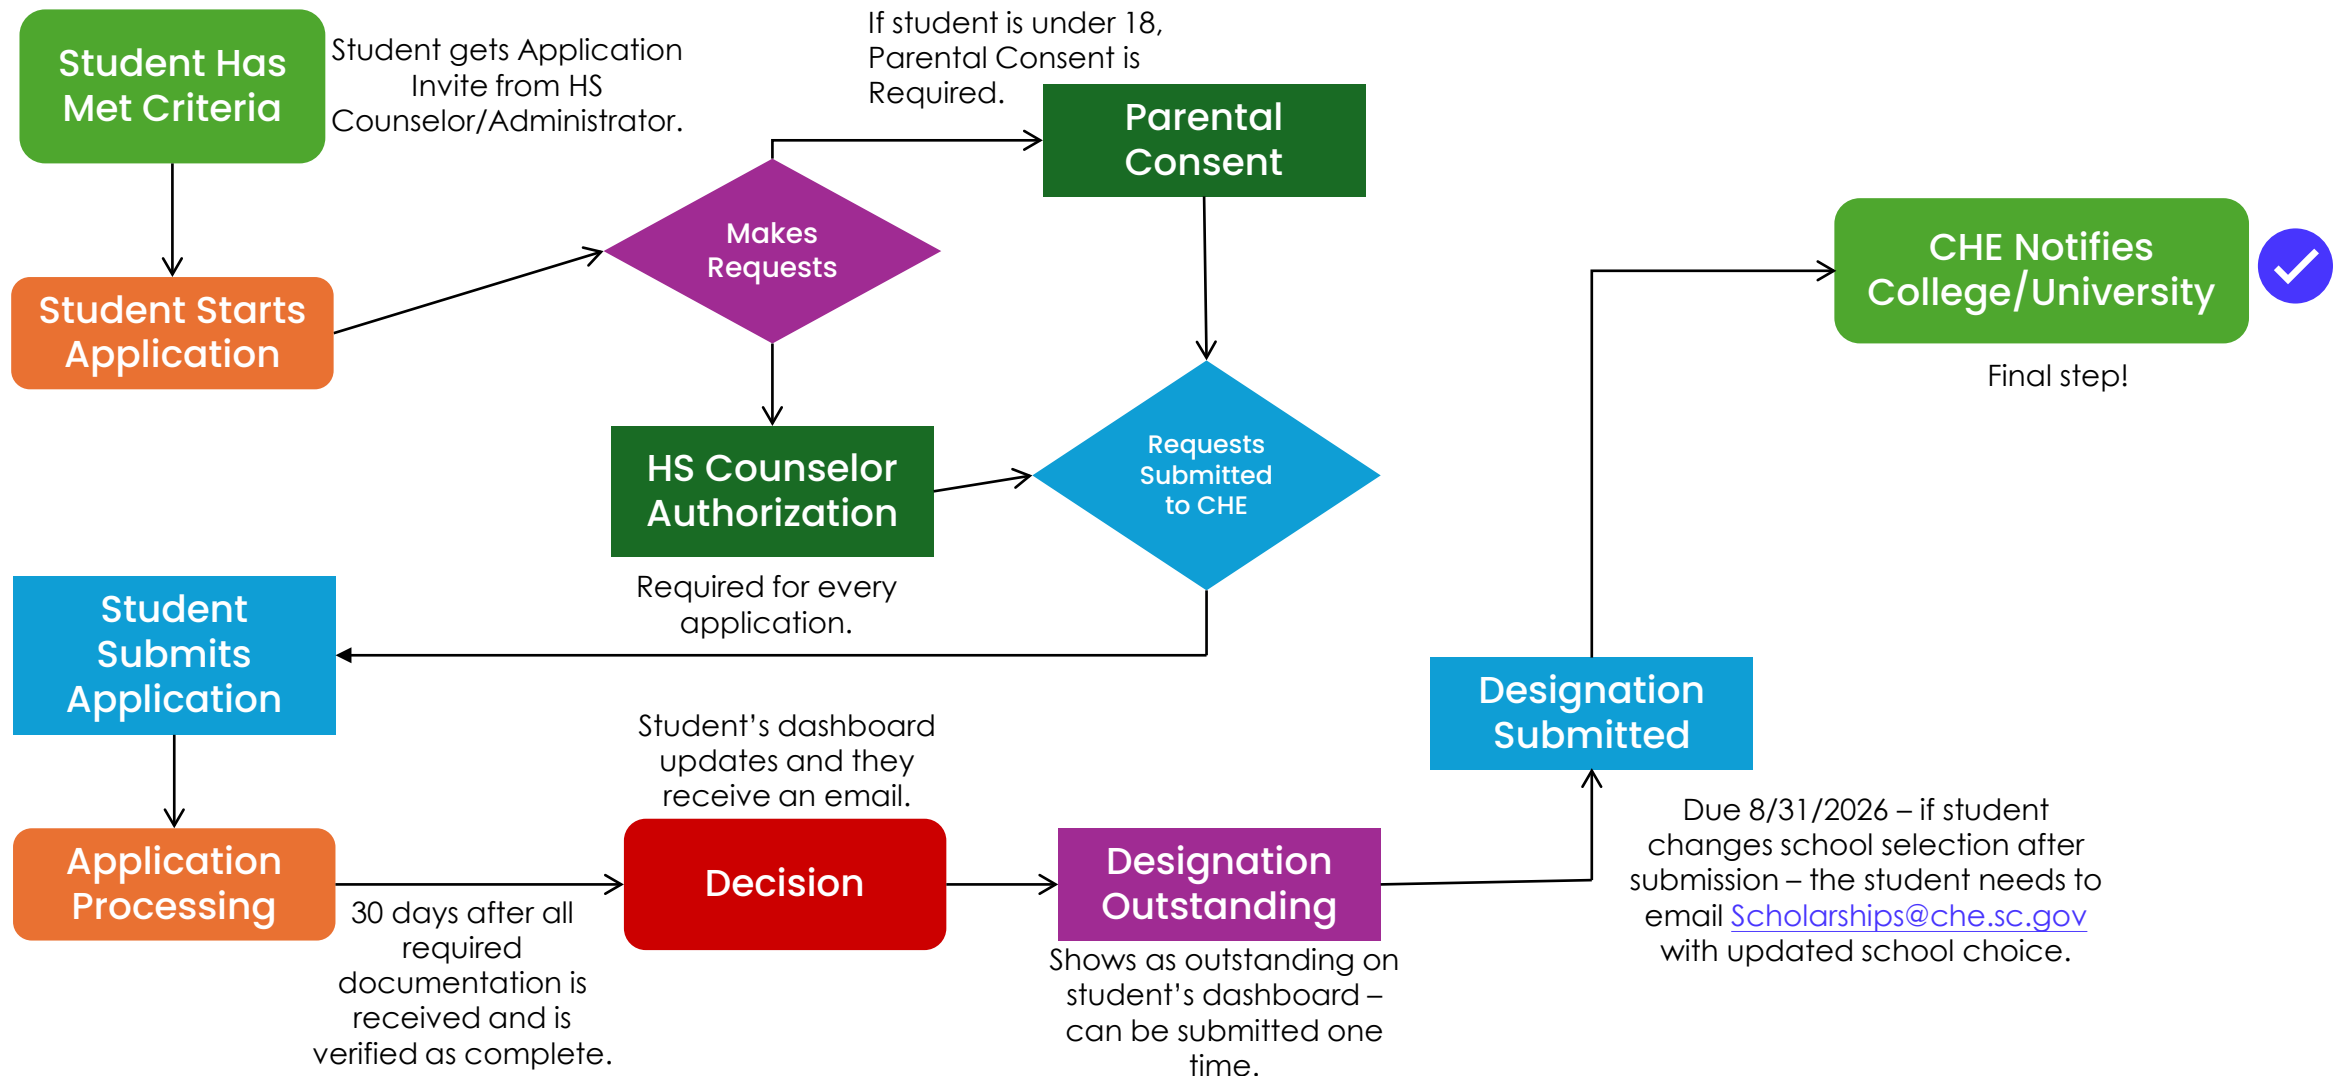 Student Has
Met Criteria
Student gets Application
Invite from HS
Counselor/Administrator.
If student is under 18,
Parental Consent is
Required.
Parental
Consent
Makes
Requests
Student Starts
Application
CHE Notifies
College/University
Final step!
HS Counselor
Authorization
Required for every
application.
Requests
Submitted
to CHE
Student
Submits
Application
Application
Processing
30 days after all
required
documentation is
received and is
verified as complete.
Student’s dashboard
updates and they
receive an email.
Decision
Designation
Outstanding
Shows as outstanding on
student’s dashboard –
can be submitted one
time.
Designation
Submitted
Due 8/31/2026 – if student
changes school selection after
submission – the student needs to
email Scholarships@che.sc.gov
with updated school choice.